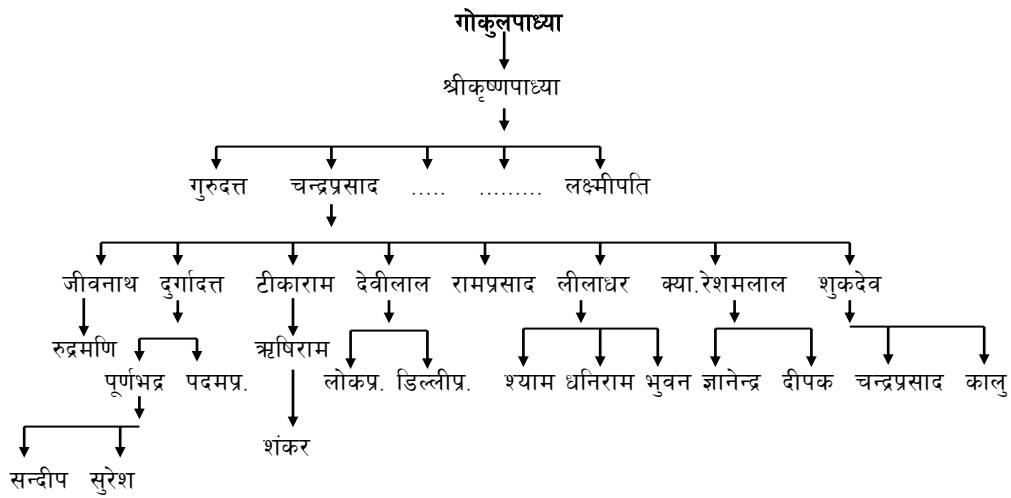 गोकुलपाध्या
श्रीकृष्णपाध्या
गुरुदत्त चन्द्रप्रसाद ..... ......... लक्ष्मीपति
जीवनाथ दुर्गादत्त टीकाराम देवीलाल रामप्रसाद लीलाधर क्या.रेशमलाल शुकदेव
रुद्रमणि ऋषिराम
पूर्णभद्र पदमप्र. लोकप्र. डिल्लीप्र. श्याम धनिराम भुवन ज्ञानेन्द्र दीपक चन्द्रप्रसाद कालु
शंकर
सन्दीप सुरेश